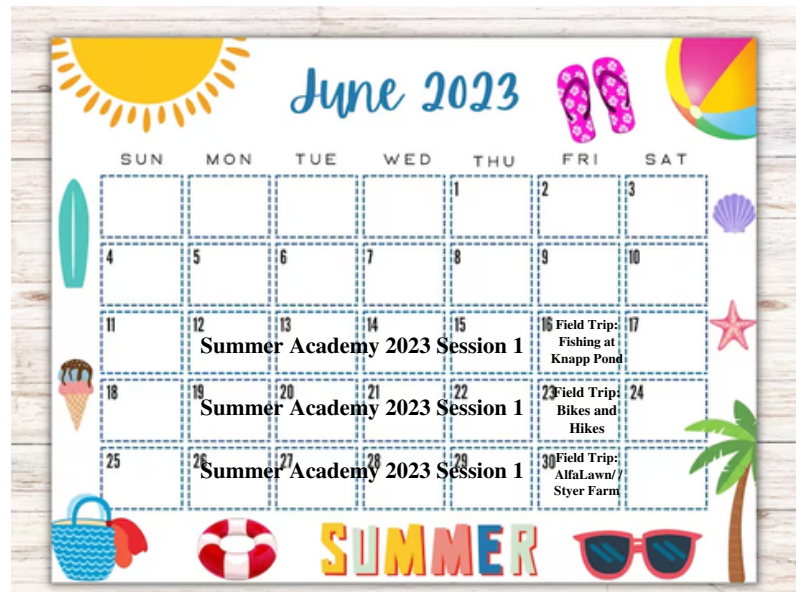 June 2023
SUN MON TUE WED THU FRI SAT
1 2 3
4 5 6 7 8 9 10
11 12 13 14 15 16 Field Trip: 17
Summer Academy 2023 Session 1 Fishing at
Knapp Pond
18 19 20 21 22 23 Field Trip: 24
Summer Academy 2023 Session 1 Bikes and
Hikes
25 26 27 28 29 30 Field Trip:
Summer Academy 2023 Session 1 AlfaLawn/ /
Styer Farm
SUMMER